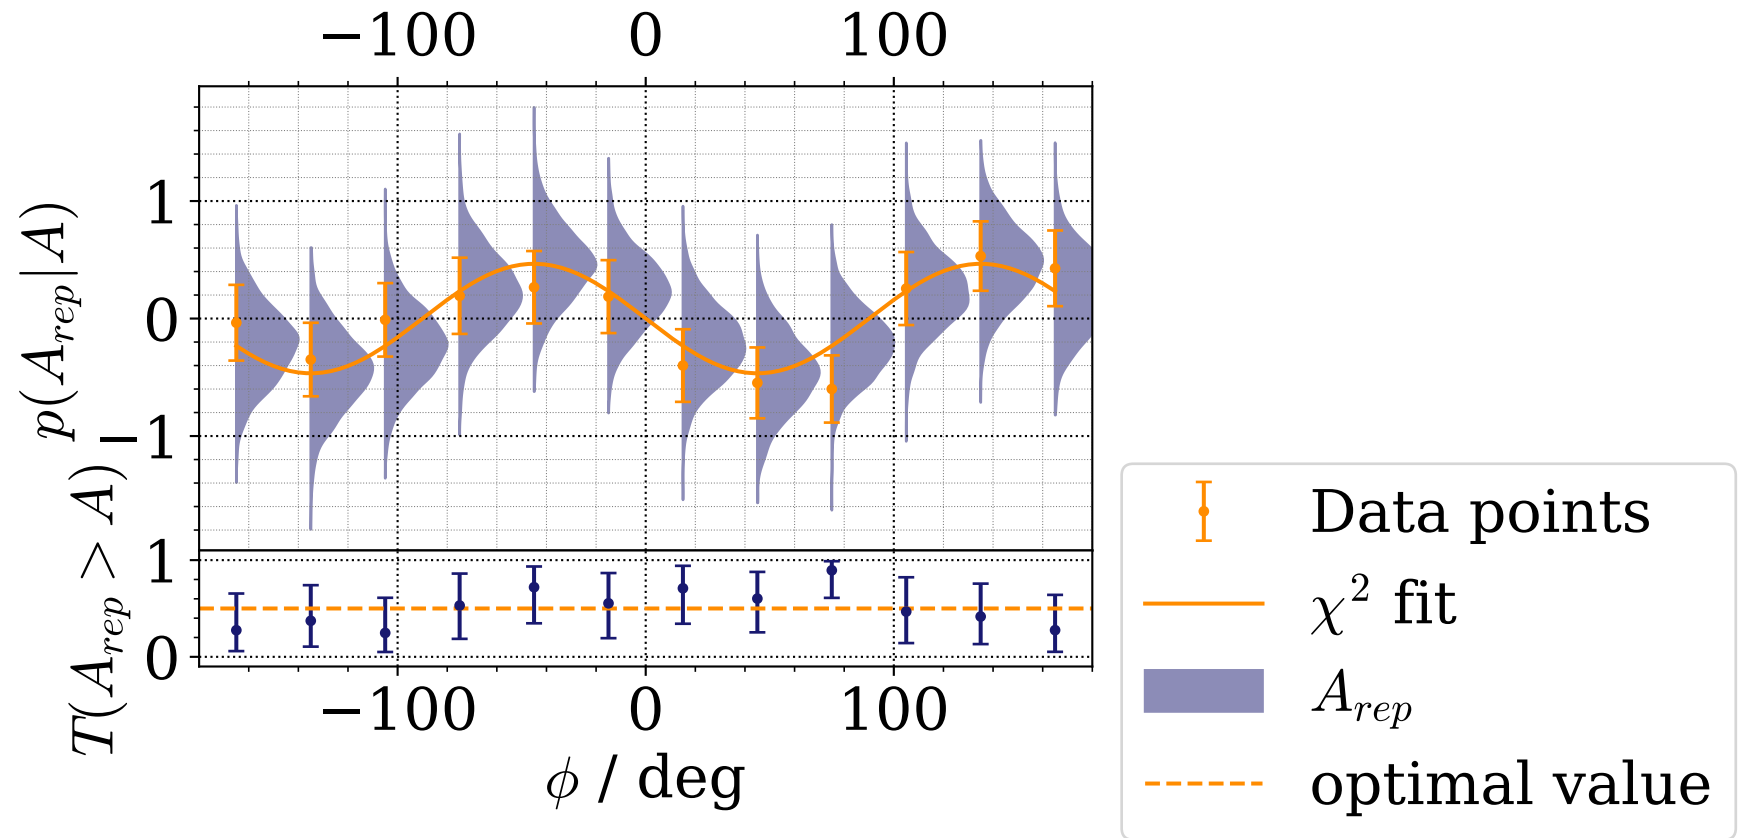 −100 0 100
p(A_rep|A)
1
0
−1
T(A_rep > A)
1
0
−100 0 100
ϕ / deg
Data points
χ² fit
A_rep
optimal value